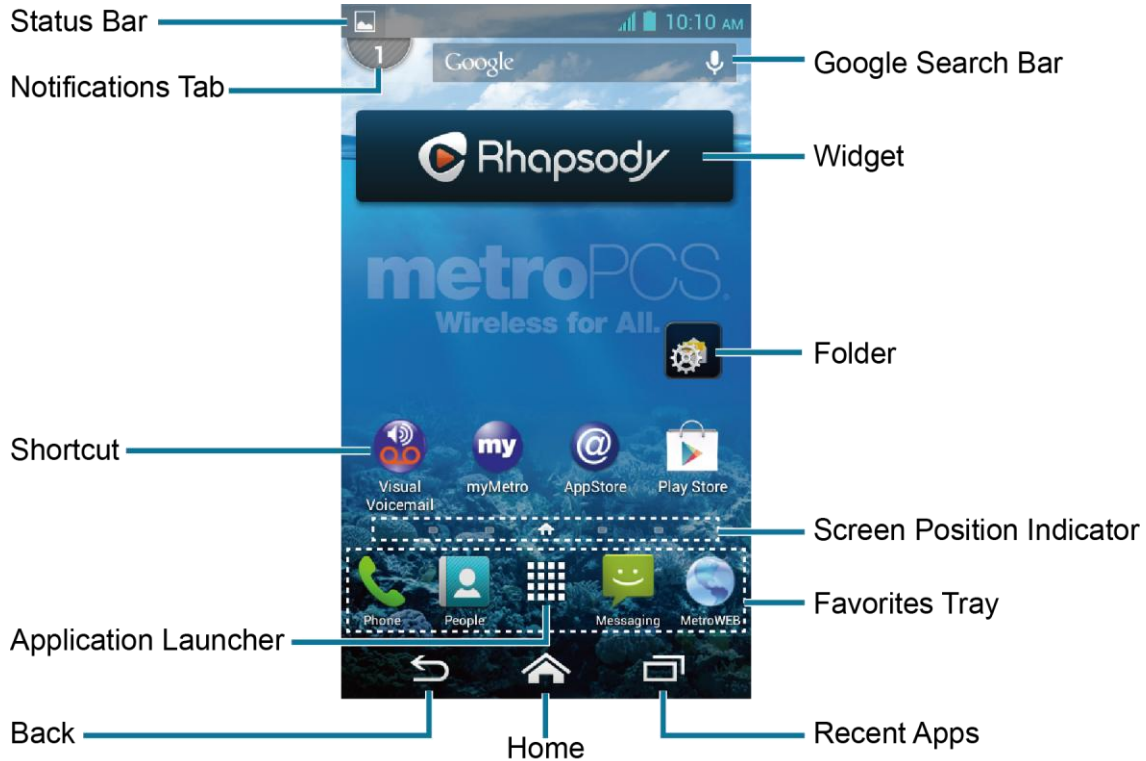 Status Bar
10:10 AM
Notifications Tab
1
Google
Google Search Bar
Rhapsody
Widget
metroPCS.
Wireless for All.
Folder
Shortcut
my
@
Visual
Voicemail
myMetro
AppStore
Play Store
Screen Position Indicator
Phone
People
Messaging
MetroWEB
Favorites Tray
Application Launcher
Back
Home
Recent Apps